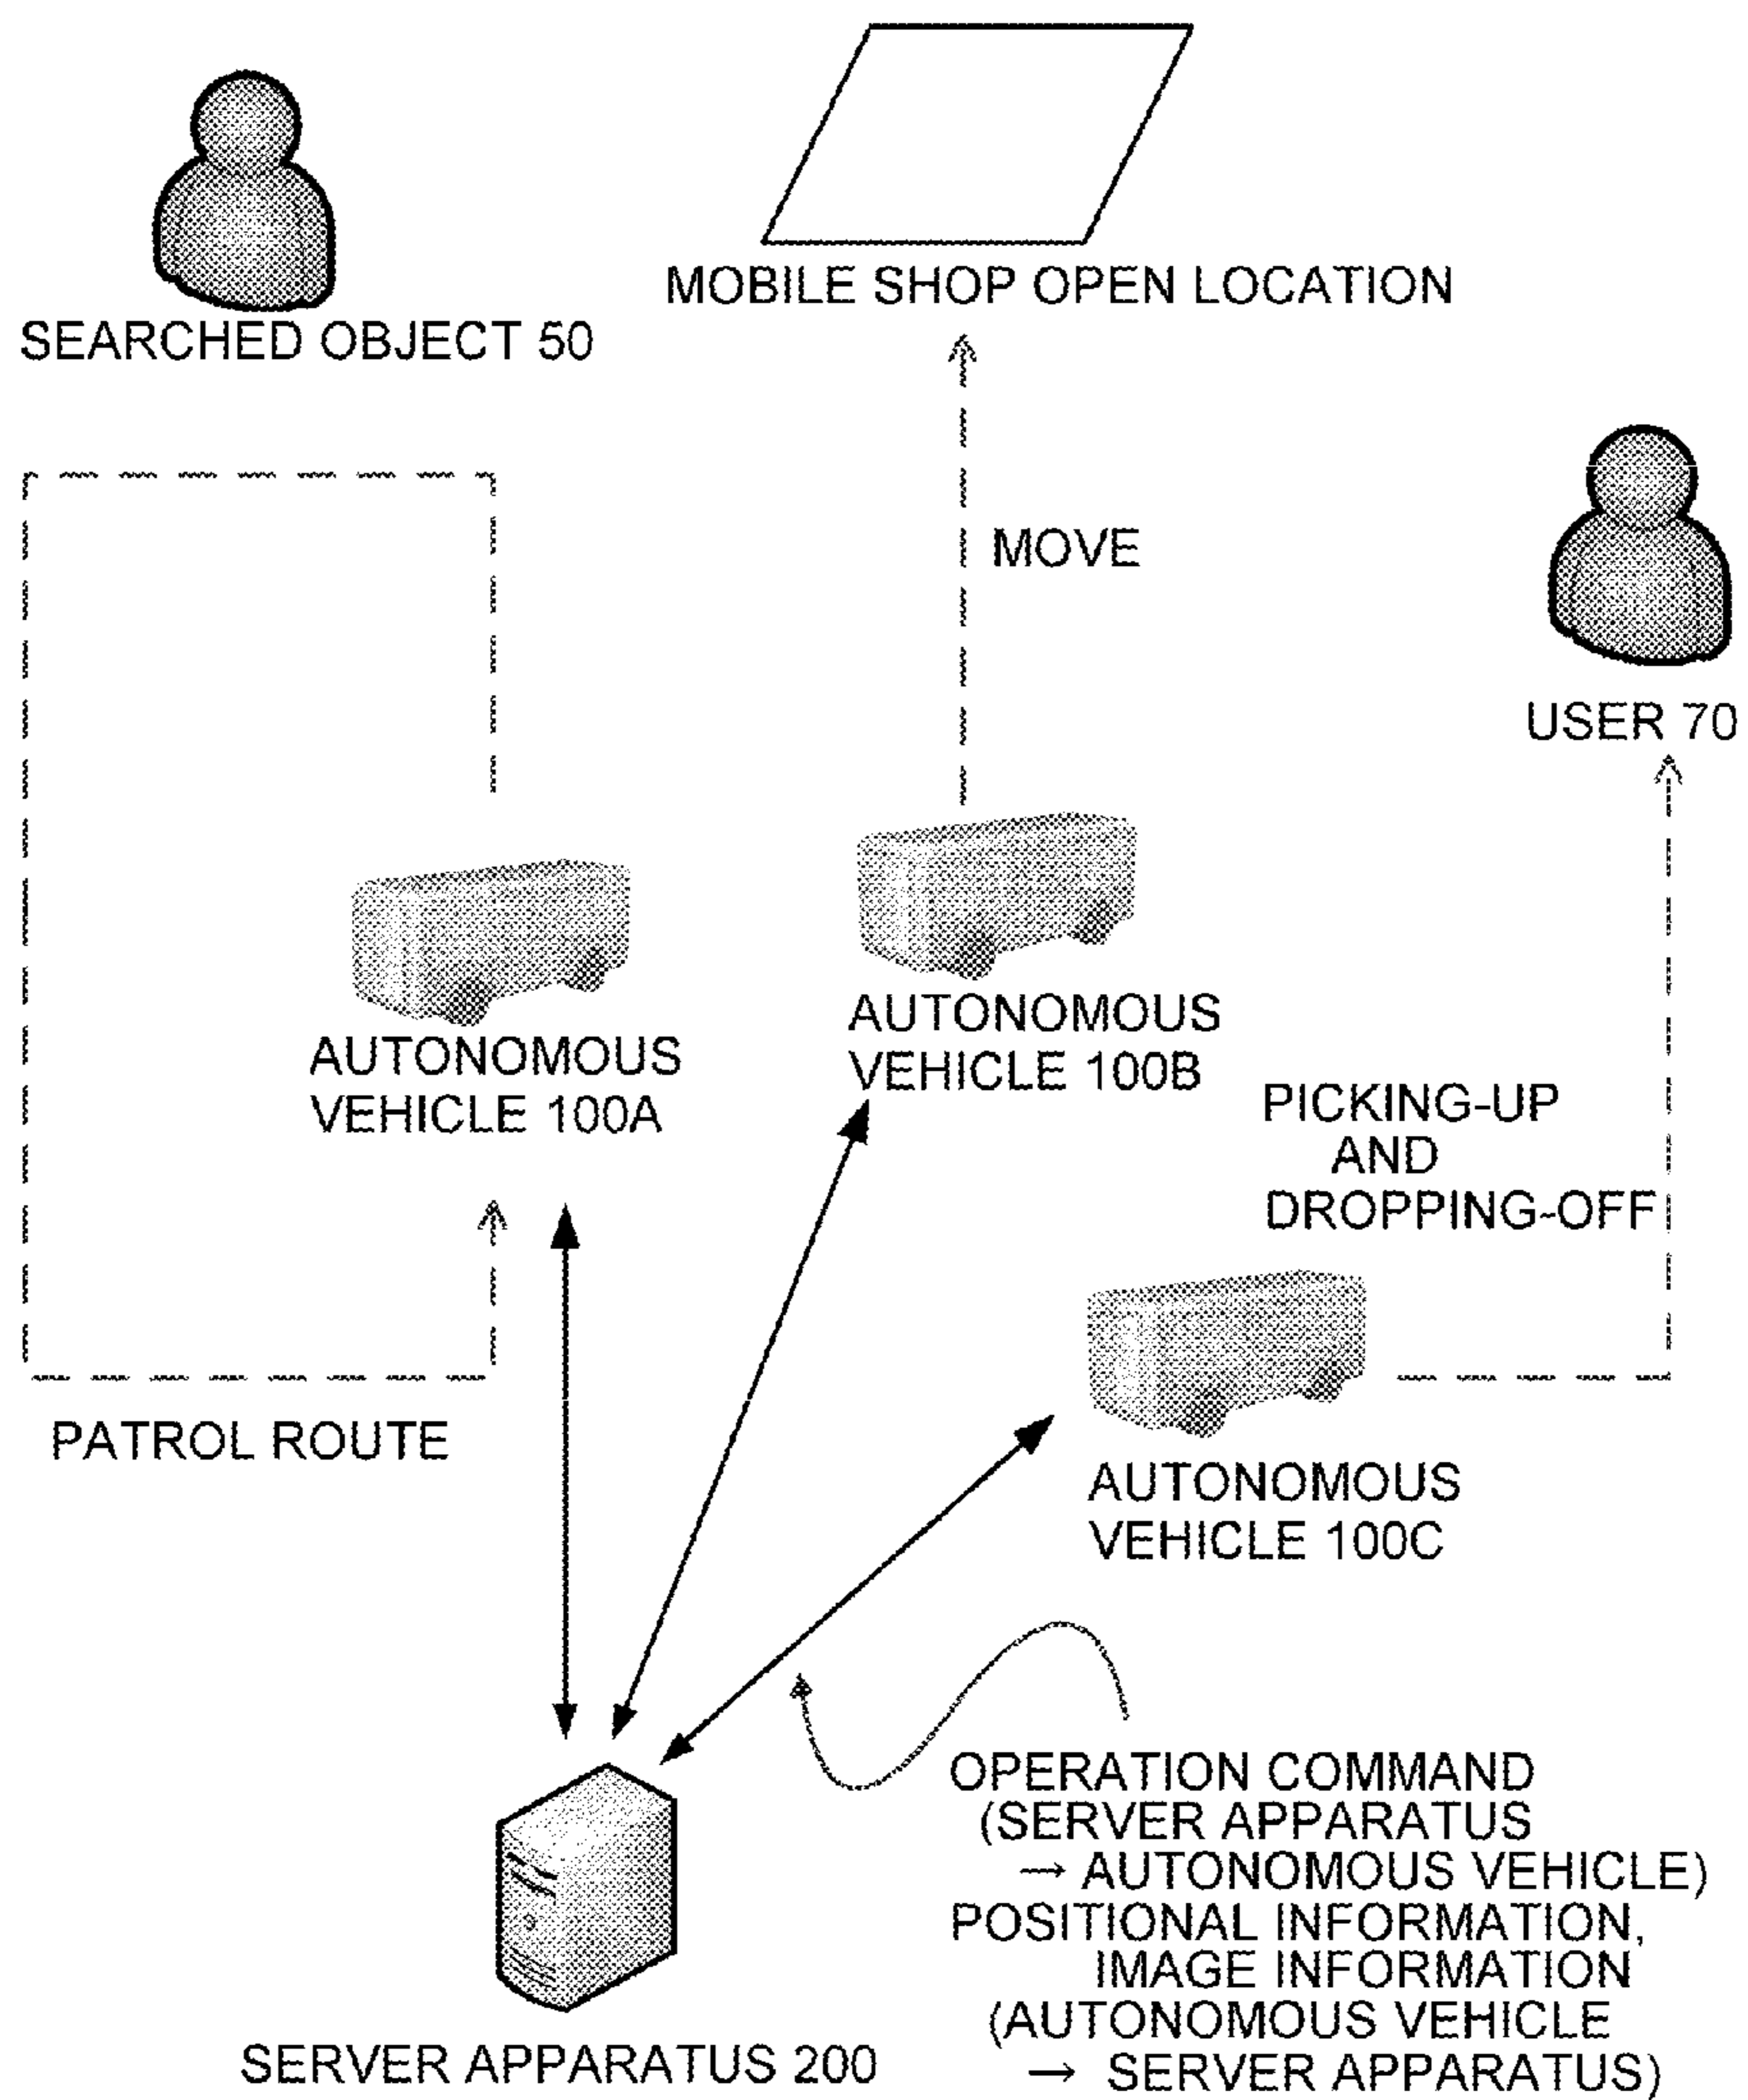 MOBILE SHOP OPEN LOCATION
SEARCHED OBJECT 50
MOVE
USER 70
AUTONOMOUS
VEHICLE 100A
AUTONOMOUS
VEHICLE 100B
PICKING-UP
AND
DROPPING-OFF
PATROL ROUTE
AUTONOMOUS
VEHICLE 100C
OPERATION COMMAND
(SERVER APPARATUS
→ AUTONOMOUS VEHICLE)
POSITIONAL INFORMATION,
IMAGE INFORMATION
(AUTONOMOUS VEHICLE
→ SERVER APPARATUS)
SERVER APPARATUS 200